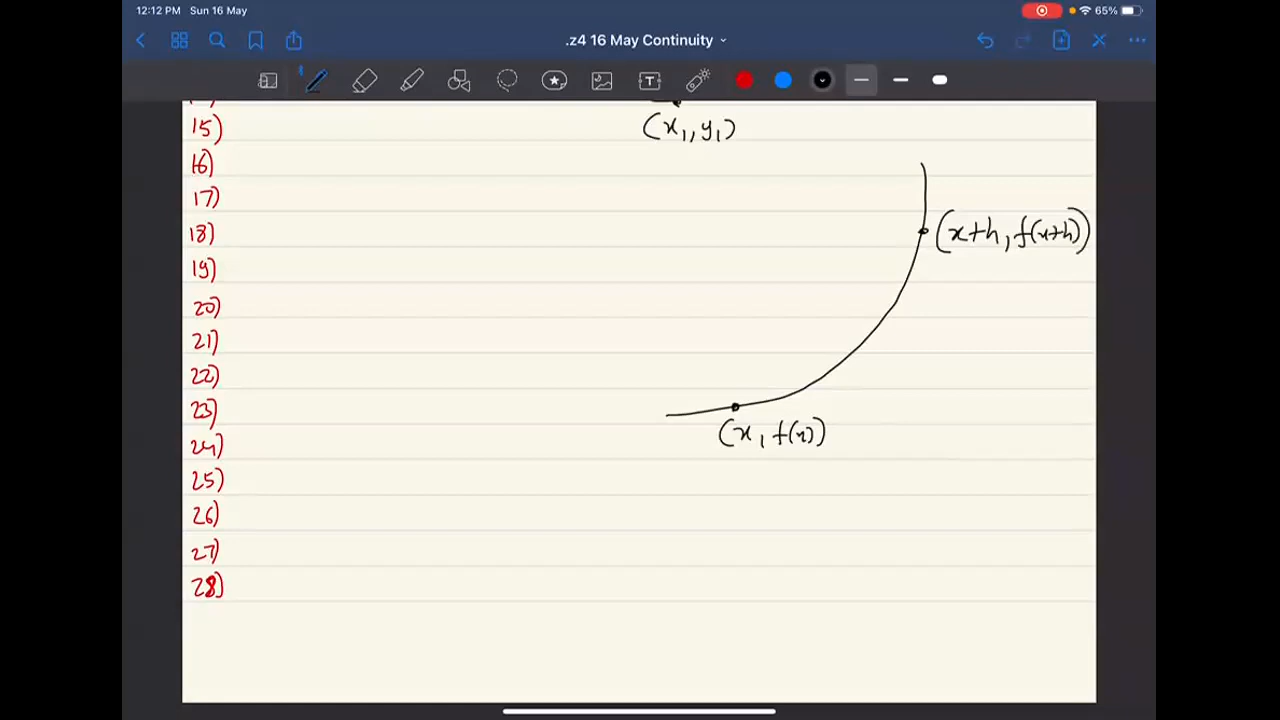 12:12 PM Sun 16 May
65%
.z4 16 May Continuity
T
15)
(x₁, y₁)
16)
17)
18)
(x+h, f(x+h))
19)
20)
21)
22)
23)
(x, f(x))
24)
25)
26)
27)
28)